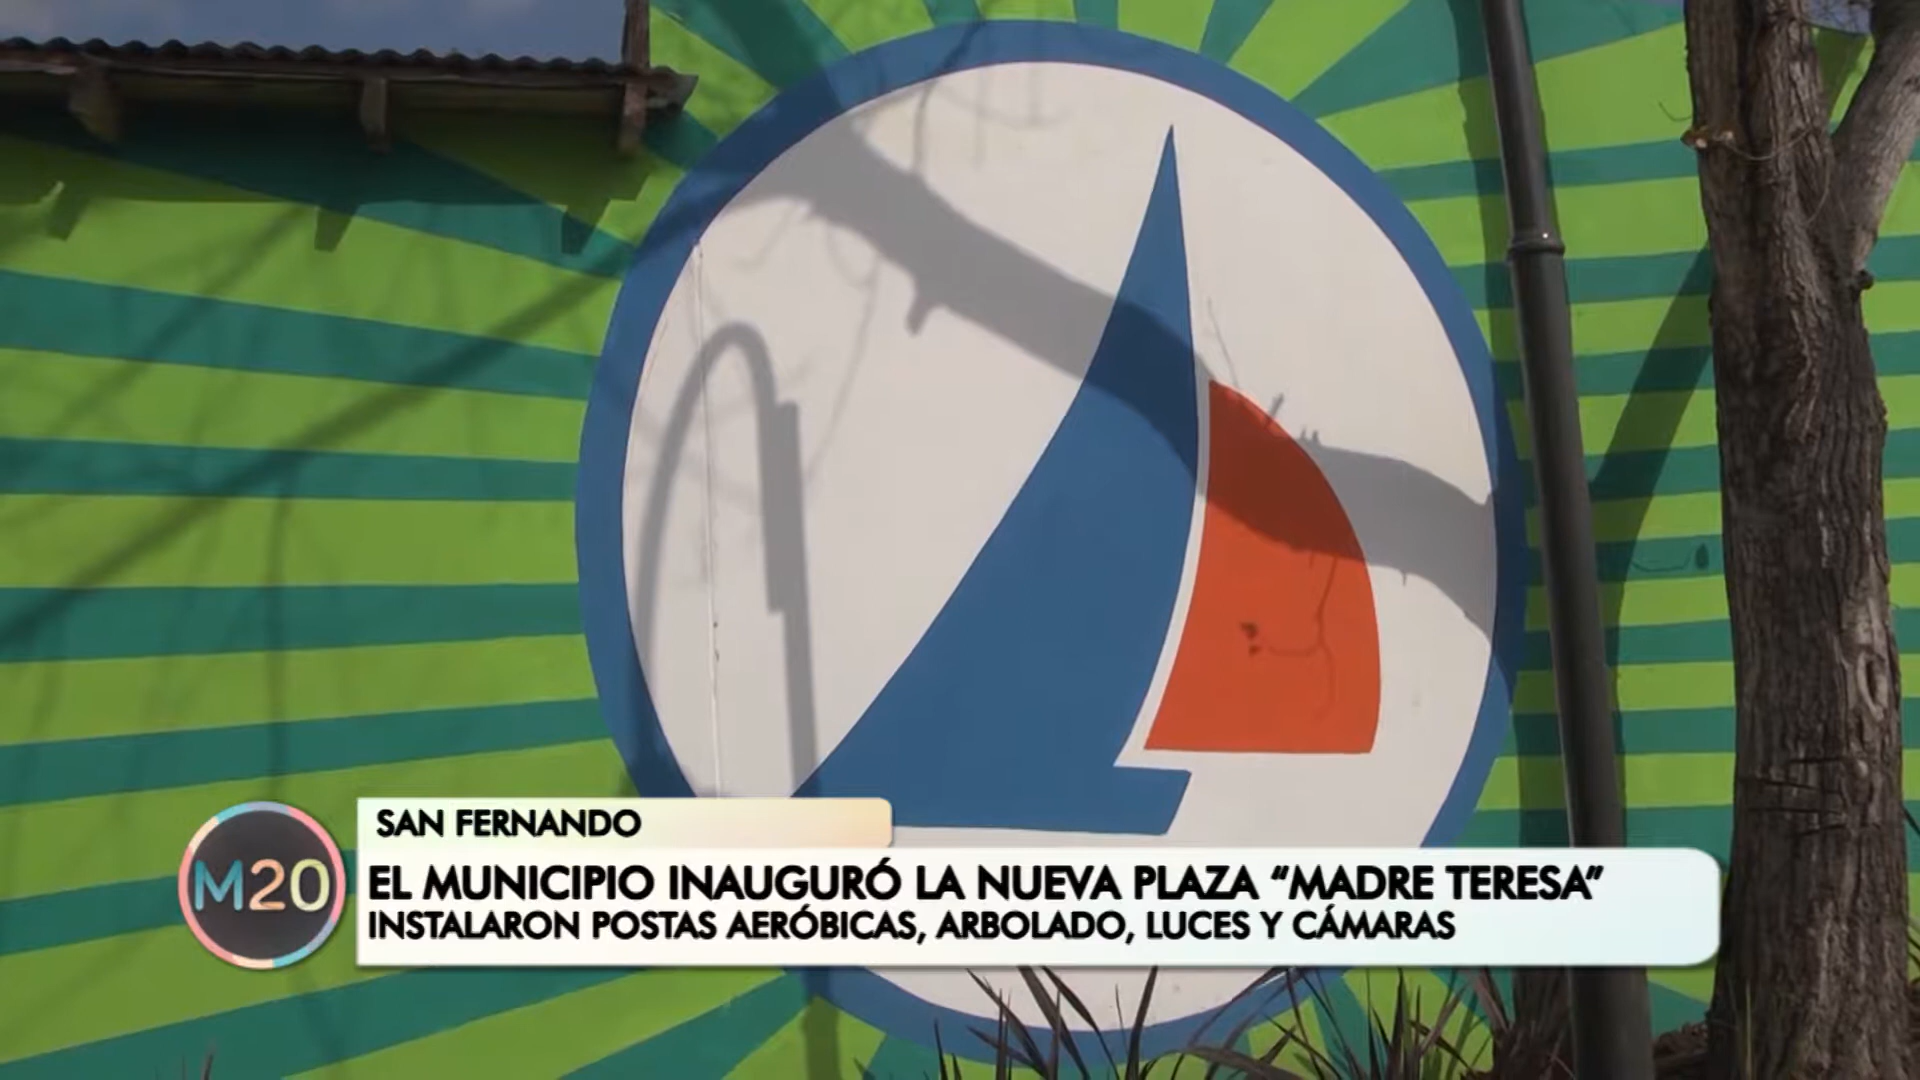 SAN FERNANDO
M20
EL MUNICIPIO INAUGURÓ LA NUEVA PLAZA “MADRE TERESA”
INSTALARON POSTAS AERÓBICAS, ARBOLADO, LUCES Y CÁMARAS